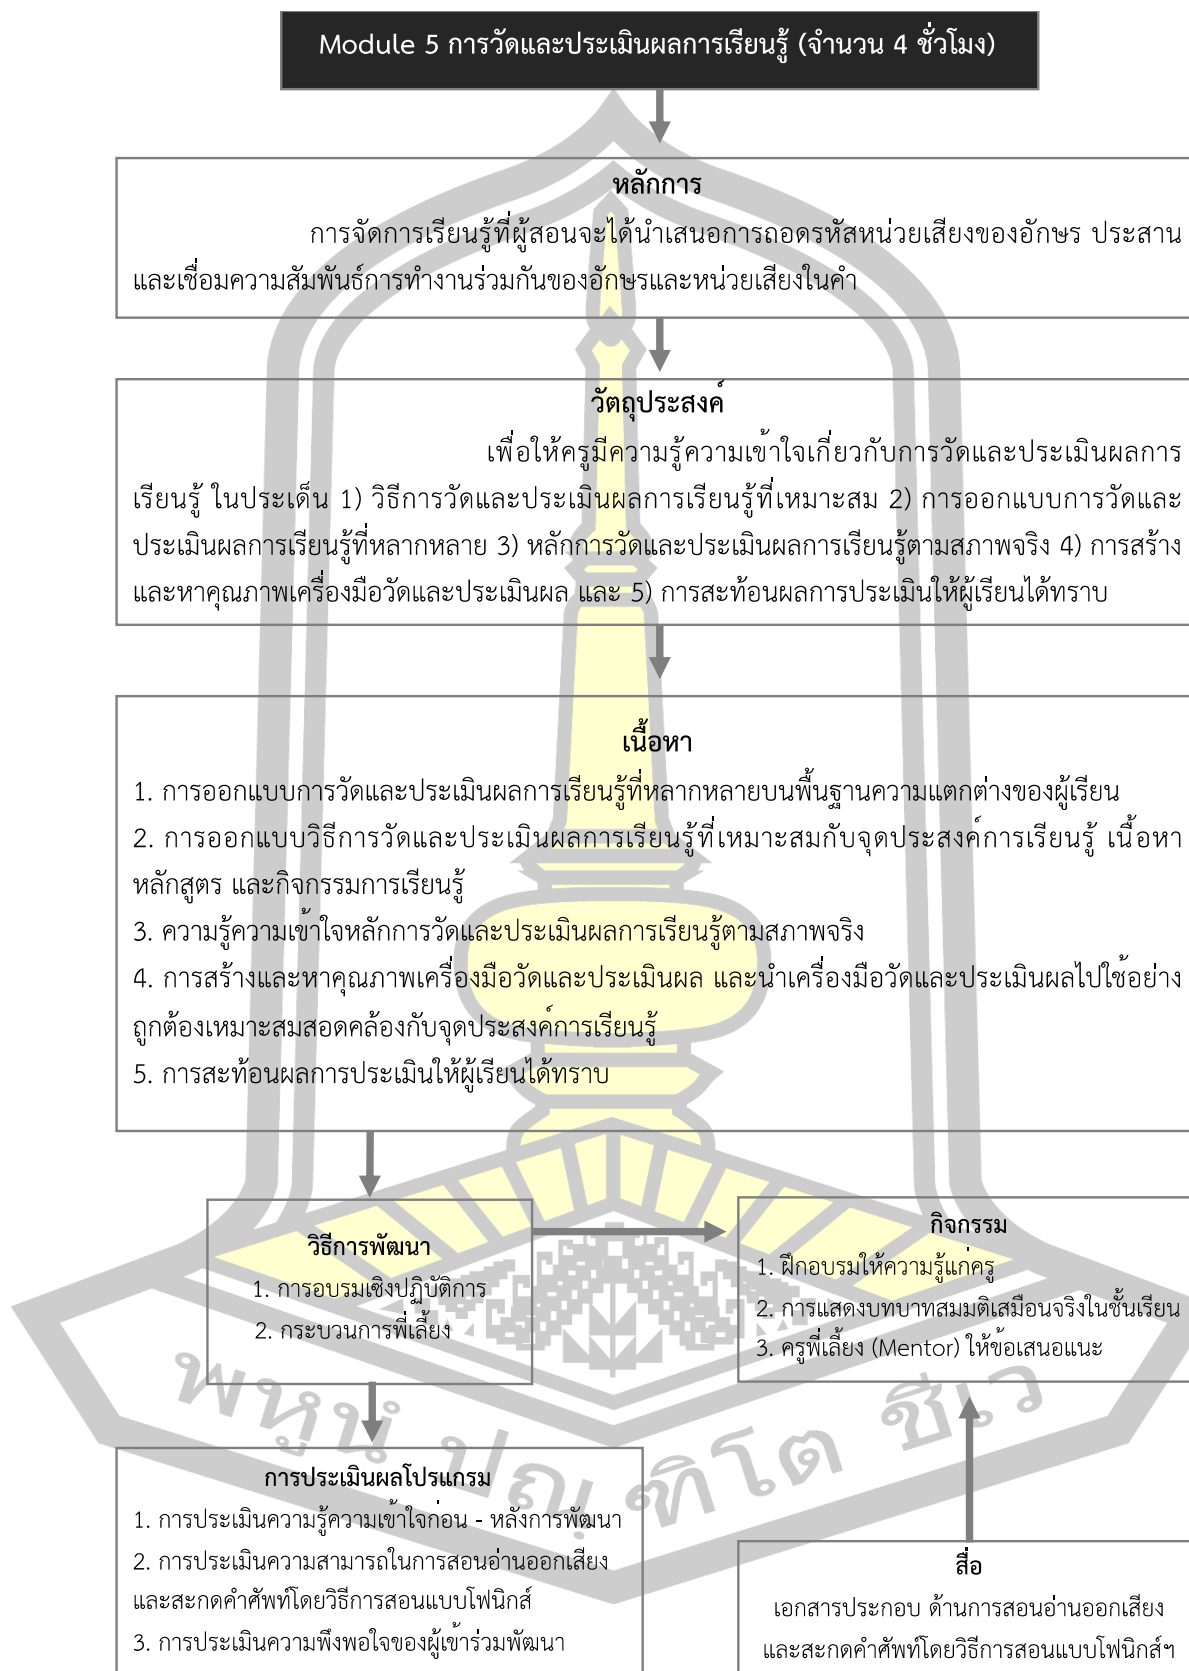 Module 5 การวัดและประเมินผลการเรียนรู้ (จำนวน 4 ชั่วโมง)
หลักการ
การจัดการเรียนรู้ที่ผู้สอนจะได้นำเสนอการถอดรหัสหน่วยเสียงของอักษร ประสาน
และเชื่อมความสัมพันธ์การทำงานร่วมกันของอักษรและหน่วยเสียงในคำ
วัตถุประสงค์
เพื่อให้ครูมีความรู้ความเข้าใจเกี่ยวกับการวัดและประเมินผลการ
เรียนรู้ ในประเด็น 1) วิธีการวัดและประเมินผลการเรียนรู้ที่เหมาะสม 2) การออกแบบการวัดและ
ประเมินผลการเรียนรู้ที่หลากหลาย 3) หลักการวัดและประเมินผลการเรียนรู้ตามสภาพจริง 4) การสร้าง
และหาคุณภาพเครื่องมือวัดและประเมินผล และ 5) การสะท้อนผลการประเมินให้ผู้เรียนได้ทราบ
เนื้อหา
1. การออกแบบการวัดและประเมินผลการเรียนรู้ที่หลากหลายบนพื้นฐานความแตกต่างของผู้เรียน
2. การออกแบบวิธีการวัดและประเมินผลการเรียนรู้ที่เหมาะสมกับจุดประสงค์การเรียนรู้ เนื้อหา
หลักสูตร และกิจกรรมการเรียนรู้
3. ความรู้ความเข้าใจหลักการวัดและประเมินผลการเรียนรู้ตามสภาพจริง
4. การสร้างและหาคุณภาพเครื่องมือวัดและประเมินผล และนำเครื่องมือวัดและประเมินผลไปใช้อย่าง
ถูกต้องเหมาะสมสอดคล้องกับจุดประสงค์การเรียนรู้
5. การสะท้อนผลการประเมินให้ผู้เรียนได้ทราบ
วิธีการพัฒนา
1. การอบรมเชิงปฏิบัติการ
2. กระบวนการพี่เลี้ยง
กิจกรรม
1. ฝึกอบรมให้ความรู้แก่ครู
2. การแสดงบทบาทสมมติเสมือนจริงในชั้นเรียน
3. ครูพี่เลี้ยง (Mentor) ให้ข้อเสนอแนะ
พหูนํ ปณฺฑิโต ชีเว
การประเมินผลโปรแกรม
1. การประเมินความรู้ความเข้าใจก่อน - หลังการพัฒนา
2. การประเมินความสามารถในการสอนอ่านออกเสียง
และสะกดคำศัพท์โดยวิธีการสอนแบบโฟนิกส์
3. การประเมินความพึงพอใจของผู้เข้าร่วมพัฒนา
สื่อ
เอกสารประกอบ ด้านการสอนอ่านออกเสียง
และสะกดคำศัพท์โดยวิธีการสอนแบบโฟนิกส์ฯ